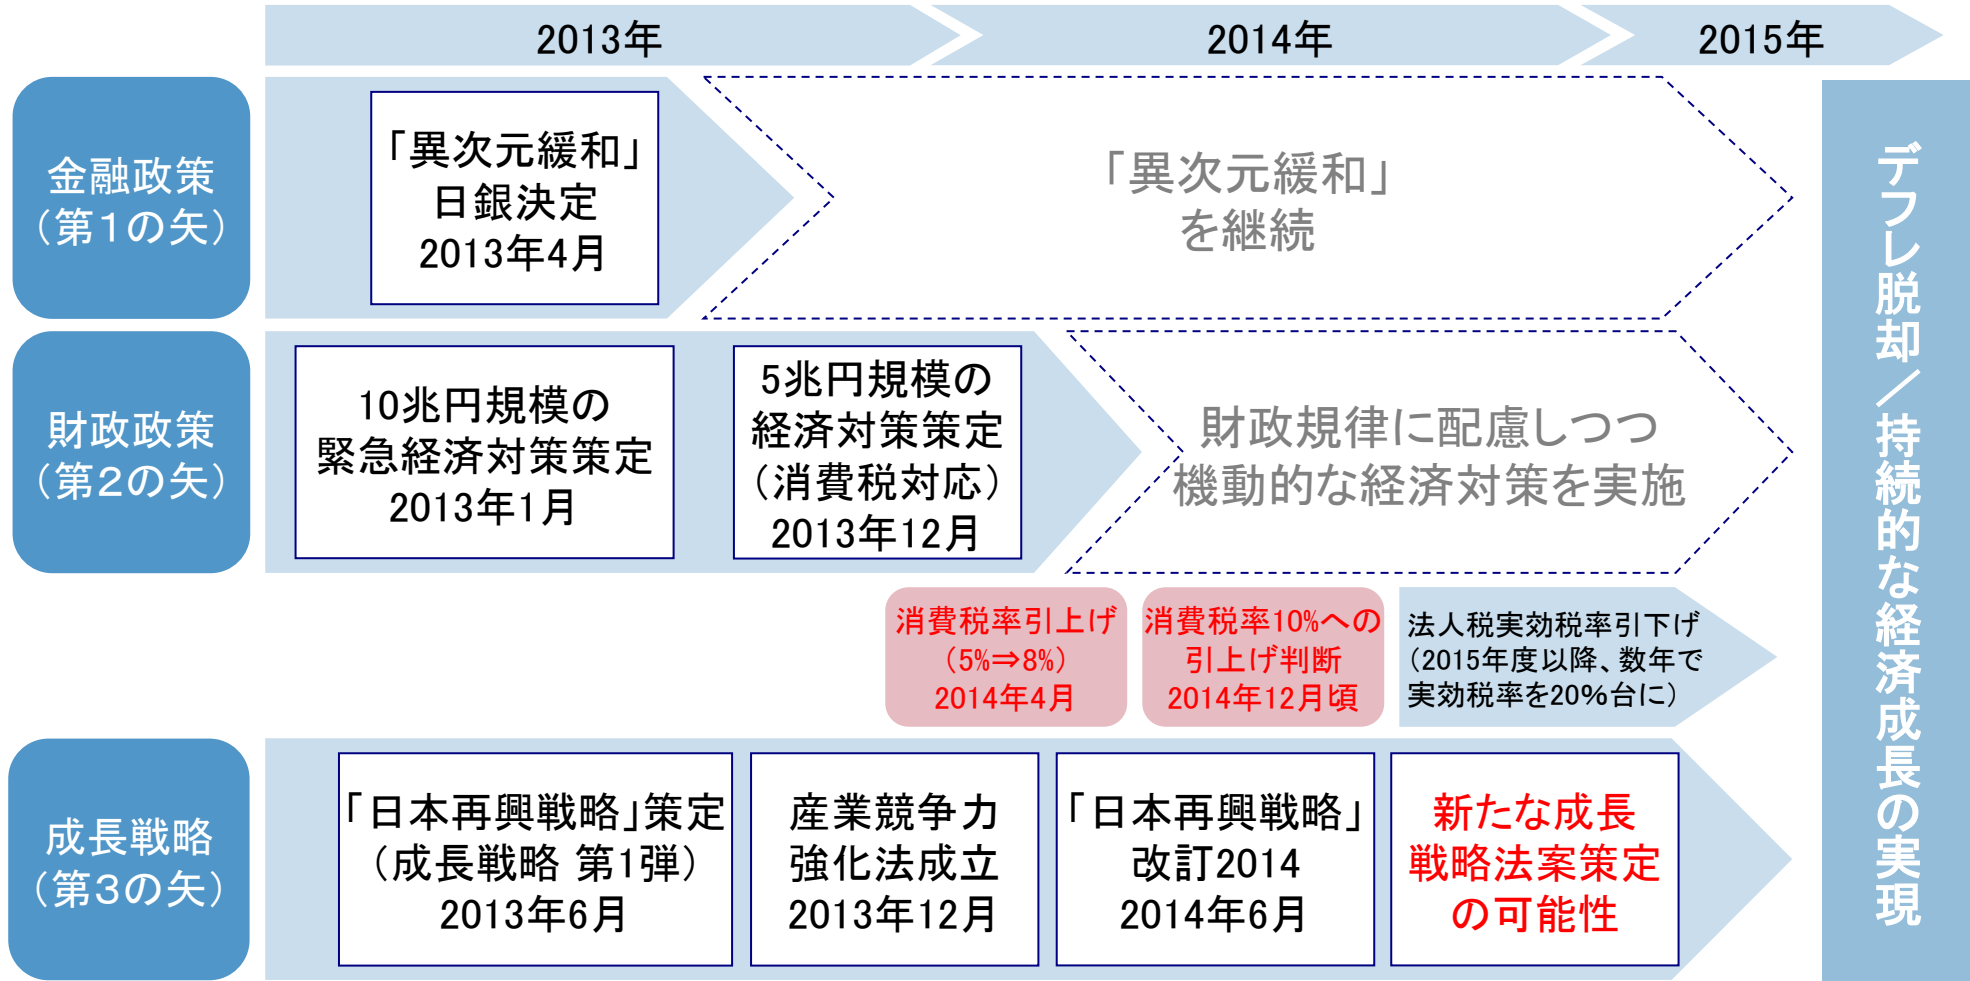 2013年
2014年
2015年
金融政策
（第１の矢）
「異次元緩和」
日銀決定
2013年4月
「異次元緩和」
を継続
財政政策
（第２の矢）
10兆円規模の
緊急経済対策策定
2013年1月
5兆円規模の
経済対策策定
（消費税対応）
2013年12月
財政規律に配慮しつつ
機動的な経済対策を実施
消費税率引上げ
（5%⇒8%）
2014年4月
消費税率10%への
引上げ判断
2014年12月頃
法人税実効税率引下げ
（2015年度以降、数年で
実効税率を20％台に）
成長戦略
（第３の矢）
「日本再興戦略」策定
（成長戦略 第1弾）
2013年6月
産業競争力
強化法成立
2013年12月
「日本再興戦略」
改訂2014
2014年6月
新たな成長
戦略法案策定
の可能性
デフレ脱却／持続的な経済成長の実現